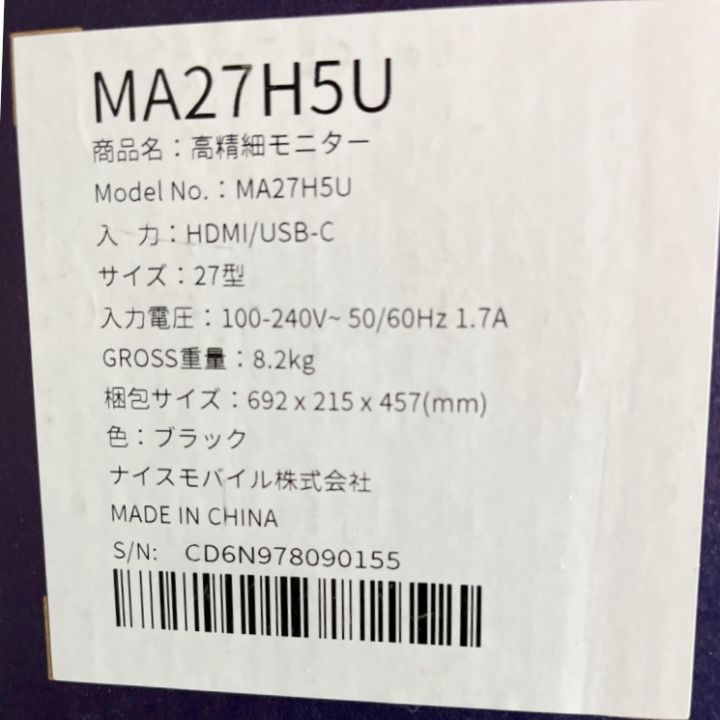 MA27H5U
商品名：高精細モニター
Model No.：MA27H5U
入　力：HDMI/USB-C
サイズ：27型
入力電圧：100-240V~ 50/60Hz 1.7A
GROSS重量：8.2kg
梱包サイズ：692 x 215 x 457(mm)
色：ブラック
ナイスモバイル株式会社
MADE IN CHINA
S/N: CD6N978090155